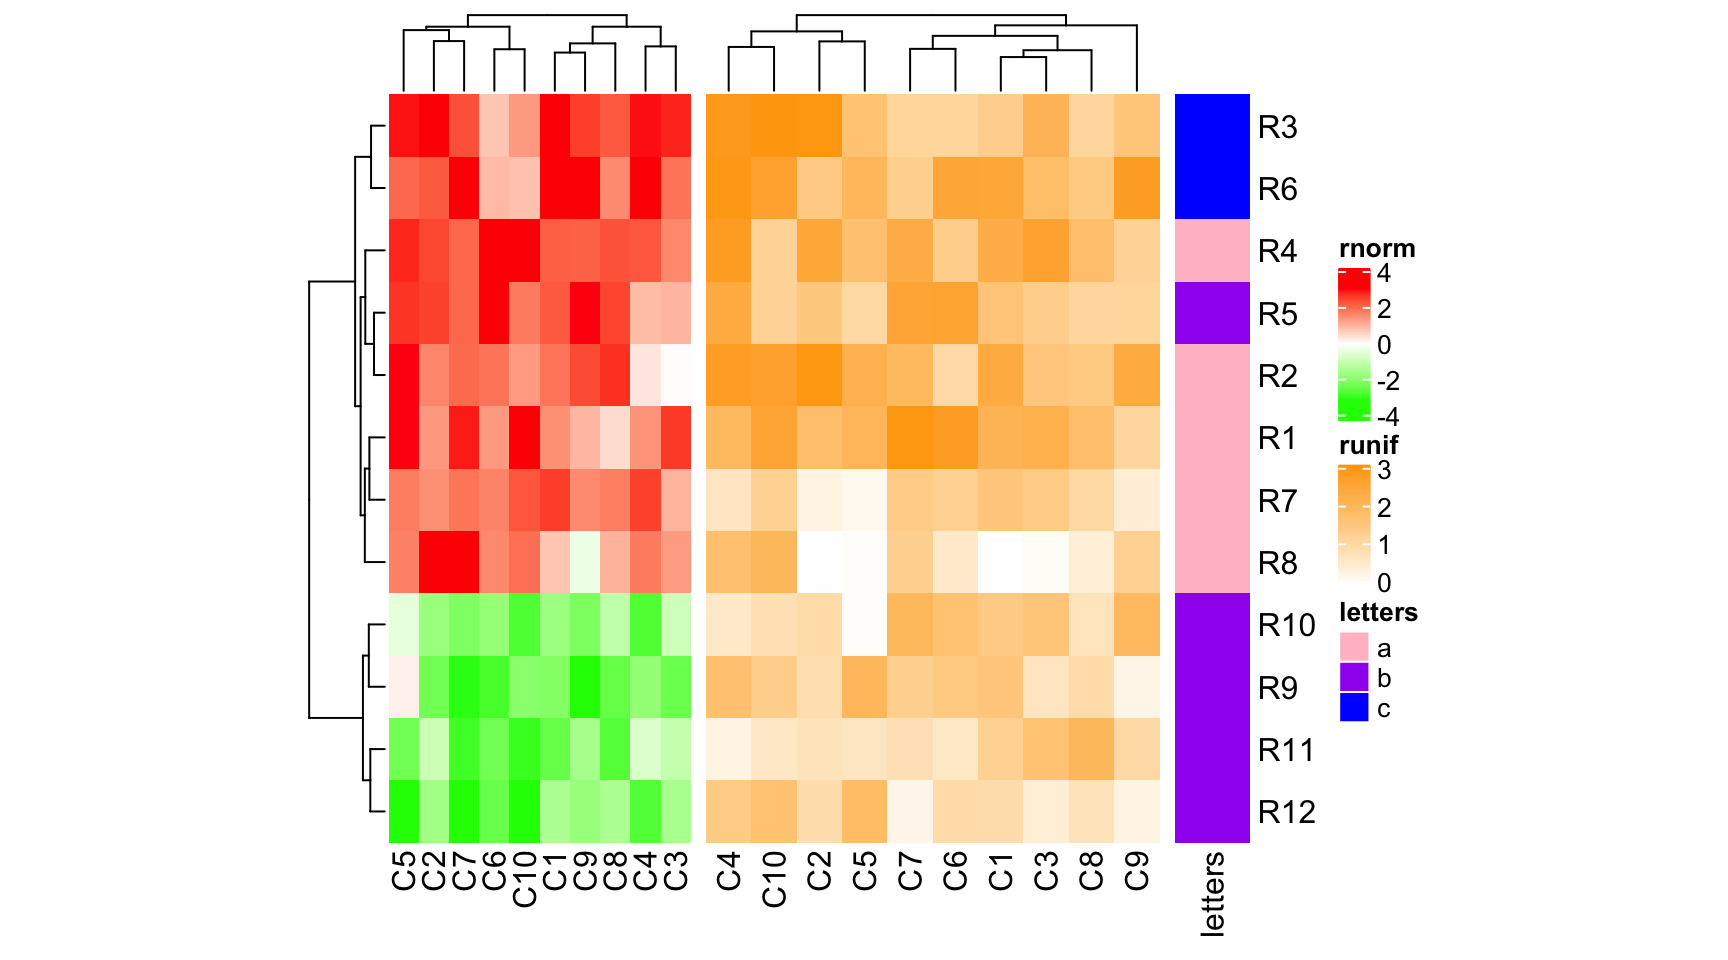 R3
R6
R4
R5
R2
R1
R7
R8
R10
R9
R11
R12
C5 C2 C7 C6 C10 C1 C9 C8 C4 C3
C4 C10 C2 C5 C7 C6 C1 C3 C8 C9
letters
rnorm
4
2
0
-2
-4
runif
3
2
1
0
letters
a
b
c